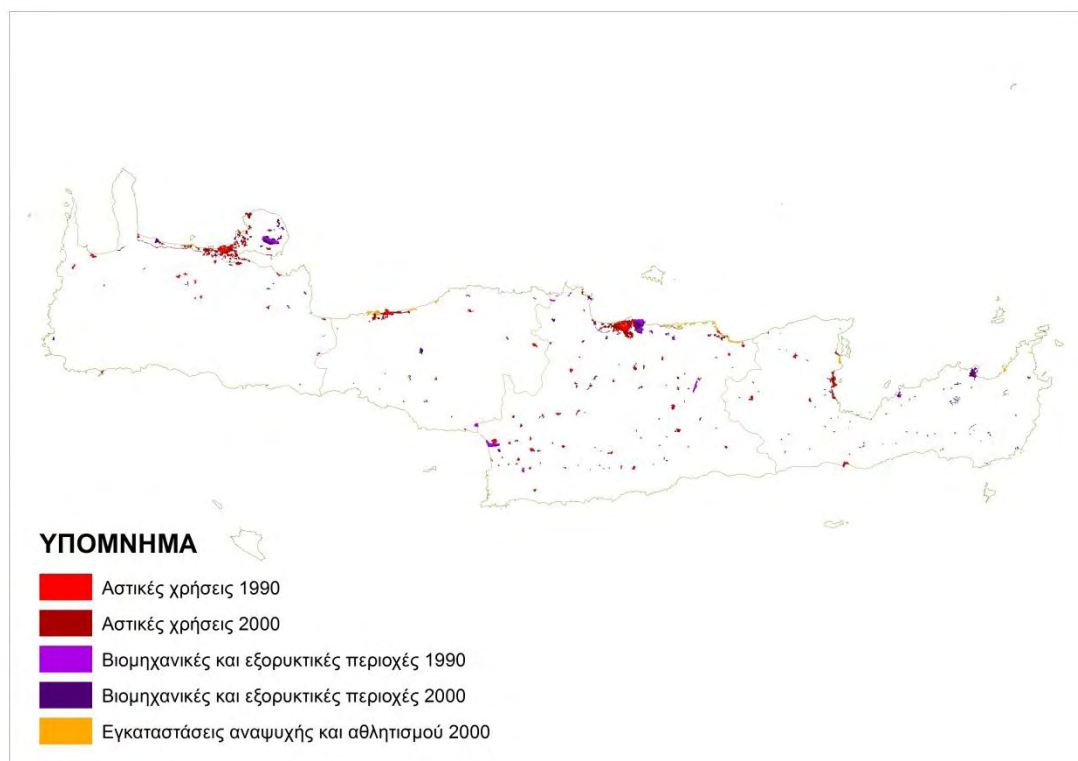 ΥΠΟΜΝΗΜΑ
Αστικές χρήσεις 1990
Αστικές χρήσεις 2000
Βιομηχανικές και εξορυκτικές περιοχές 1990
Βιομηχανικές και εξορυκτικές περιοχές 2000
Εγκαταστάσεις αναψυχής και αθλητισμού 2000